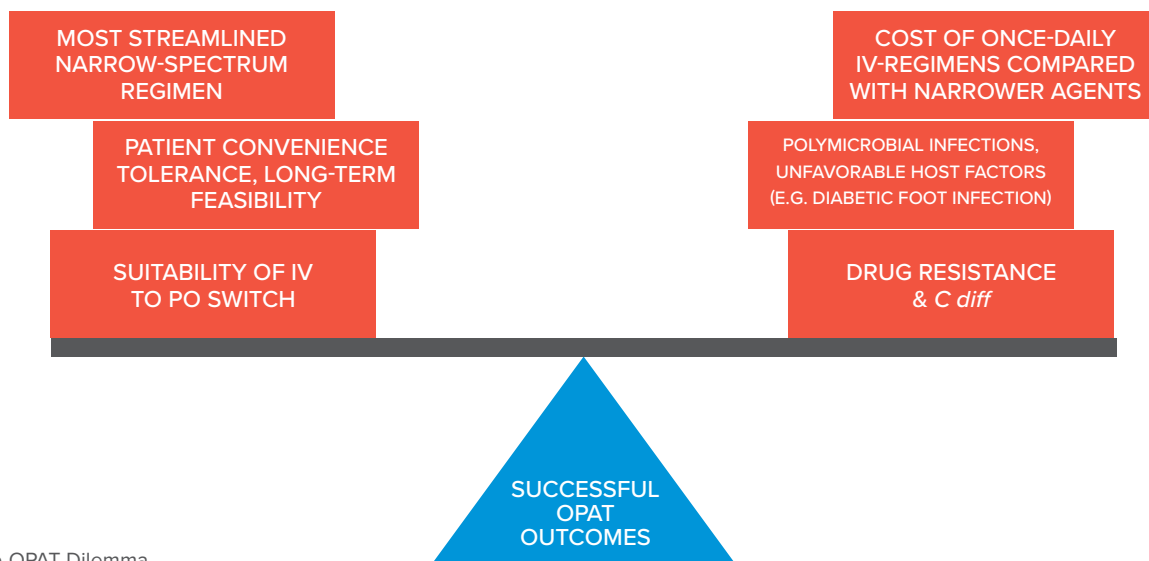 MOST STREAMLINED
NARROW-SPECTRUM
REGIMEN
PATIENT CONVENIENCE
TOLERANCE, LONG-TERM
FEASIBILITY
SUITABILITY OF IV
TO PO SWITCH
COST OF ONCE-DAILY
IV-REGIMENS COMPARED
WITH NARROWER AGENTS
POLYMICROBIAL INFECTIONS,
UNFAVORABLE HOST FACTORS
(E.G. DIABETIC FOOT INFECTION)
DRUG RESISTANCE
& C diff
SUCCESSFUL
OPAT
OUTCOMES
OPAT Dilemma